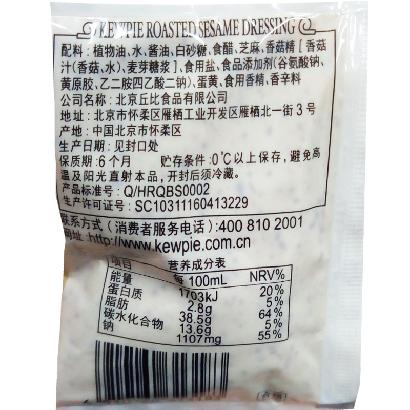 KEWPIE ROASTED SESAME DRESSING
配料:植物油、水、酱油、白砂糖、食醋、芝麻、香菇精[香菇
汁(香菇、水)、麦芽糖浆]、食用盐、食品添加剂(谷氨酸钠、
黄原胶、乙二胺四乙酸二钠)、蛋黄、食用香精、香辛料
公司名称:北京丘比食品有限公司
地址:北京市怀柔区雁栖工业开发区雁栖北一街3号
产地:中国北京市怀柔区
生产日期:见封口处
保质期:6个月 贮存条件:0℃以上保存,避免高
温及阳光直射本品,开封后须冷藏。
产品标准号:Q/HRQBS0002
生产许可证号:SC10311160413229
联系方式(消费者服务电话):400 810 2001
网址:http://www.kewpie.com.cn
项目 营养成分表
每 100mL NRV%
能量 1703kJ 20%
蛋白质 2.8g 5%
脂肪 38.5g 64%
碳水化合物 13.6g 5%
钠 1107mg 55%